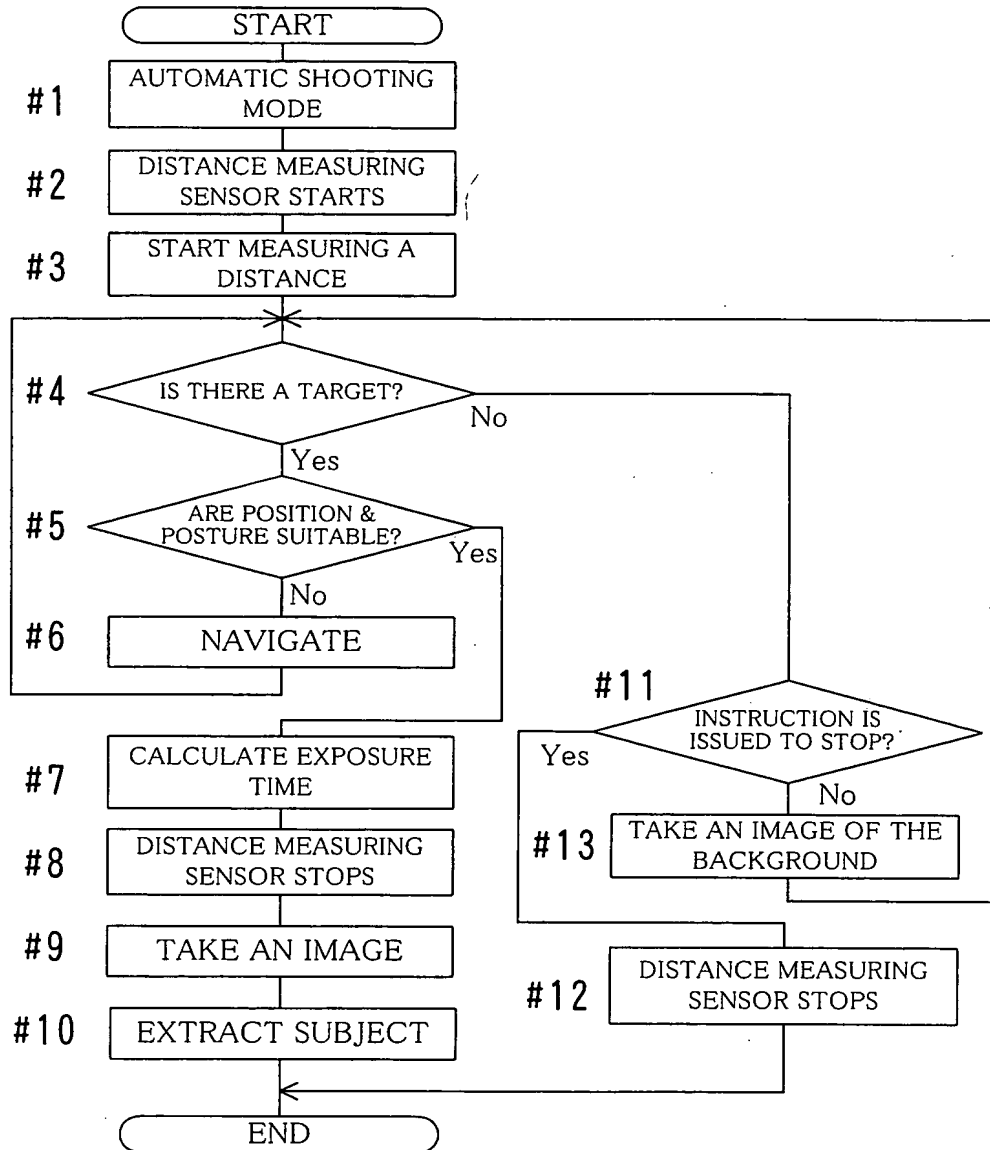 START
#1
AUTOMATIC SHOOTING
MODE
#2
DISTANCE MEASURING
SENSOR STARTS
#3
START MEASURING A
DISTANCE
#4
IS THERE A TARGET?
No
Yes
#5
ARE POSITION &
POSTURE SUITABLE?
Yes
No
#6
NAVIGATE
#7
CALCULATE EXPOSURE
TIME
#8
DISTANCE MEASURING
SENSOR STOPS
#9
TAKE AN IMAGE
#10
EXTRACT SUBJECT
#11
INSTRUCTION IS
ISSUED TO STOP?
Yes
No
#13
TAKE AN IMAGE OF THE
BACKGROUND
#12
DISTANCE MEASURING
SENSOR STOPS
END